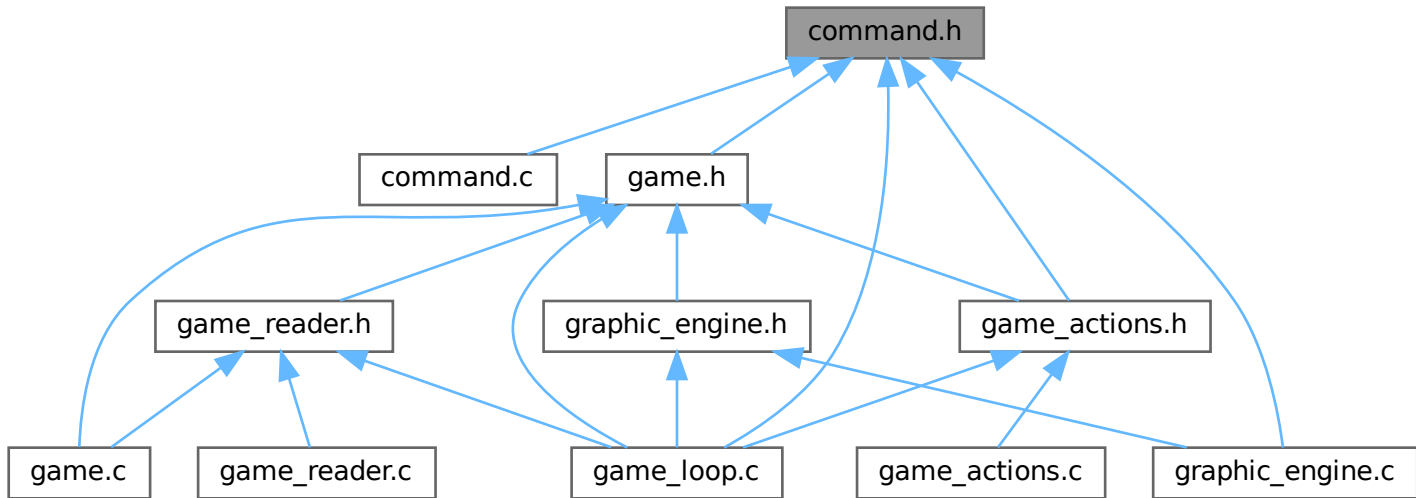 command.h
command.c
game.h
game_reader.h
graphic_engine.h
game_actions.h
game.c
game_reader.c
game_loop.c
game_actions.c
graphic_engine.c